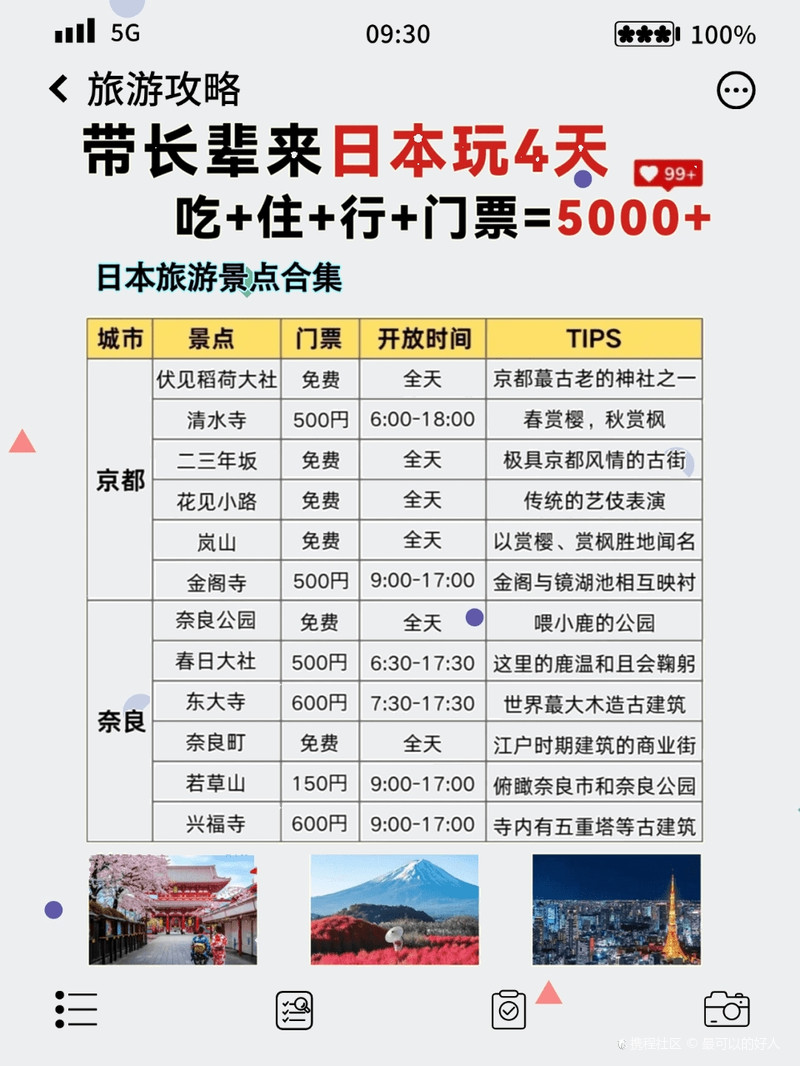 5G 09:30 100%
旅游攻略
带长辈来日本玩4天
99+
吃+住+行+门票=5000+
日本旅游景点合集
城市 景点 门票 开放时间 TIPS
京都
伏见稻荷大社 免费 全天 京都蕞古老的神社之一
清水寺 500円 6:00-18:00 春赏樱，秋赏枫
二三年坂 免费 全天 极具京都风情的古街
花见小路 免费 全天 传统的艺伎表演
岚山 免费 全天 以赏樱、赏枫胜地闻名
金阁寺 500円 9:00-17:00 金阁与镜湖池相互映衬
奈良
奈良公园 免费 全天 喂小鹿的公园
春日大社 500円 6:30-17:30 这里的鹿温和且会鞠躬
东大寺 600円 7:30-17:30 世界蕞大木造古建筑
奈良町 免费 全天 江户时期建筑的商业街
若草山 150円 9:00-17:00 俯瞰奈良市和奈良公园
兴福寺 600円 9:00-17:00 寺内有五重塔等古建筑
携程社区 © 最可以的好人